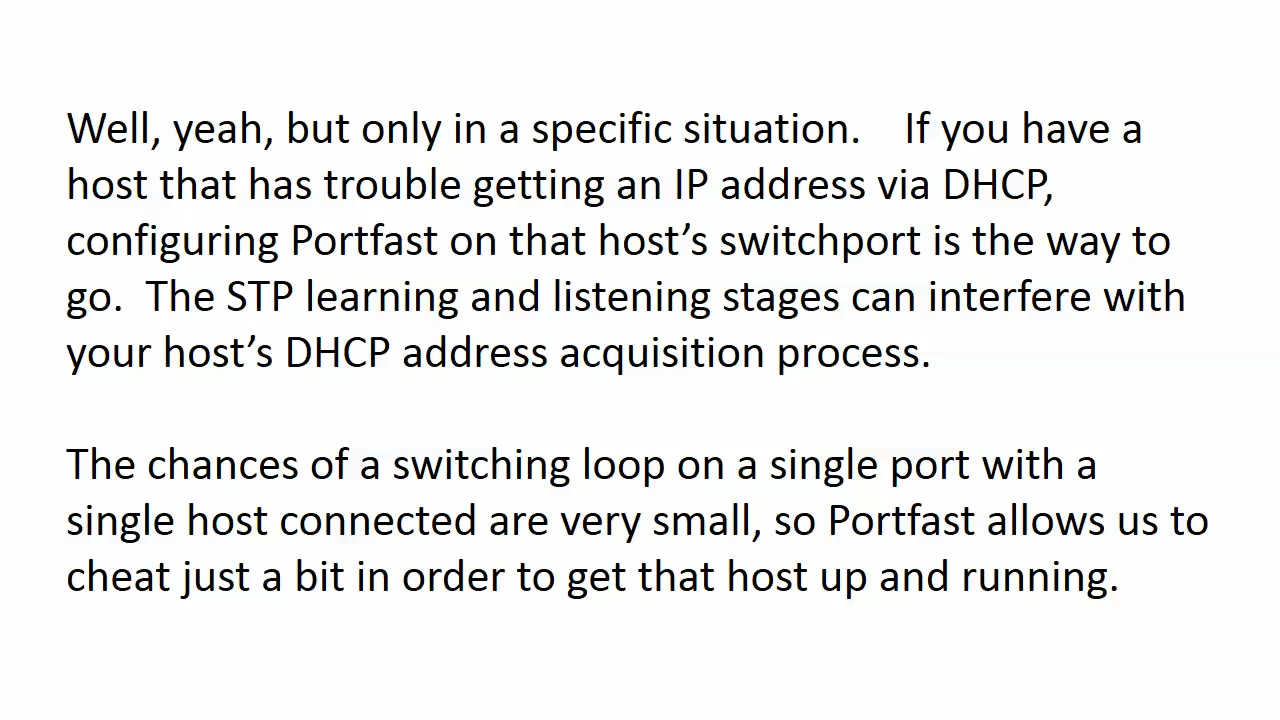 Well, yeah, but only in a specific situation.    If you have a
host that has trouble getting an IP address via DHCP,
configuring Portfast on that host’s switchport is the way to
go.  The STP learning and listening stages can interfere with
your host’s DHCP address acquisition process.
The chances of a switching loop on a single port with a
single host connected are very small, so Portfast allows us to
cheat just a bit in order to get that host up and running.